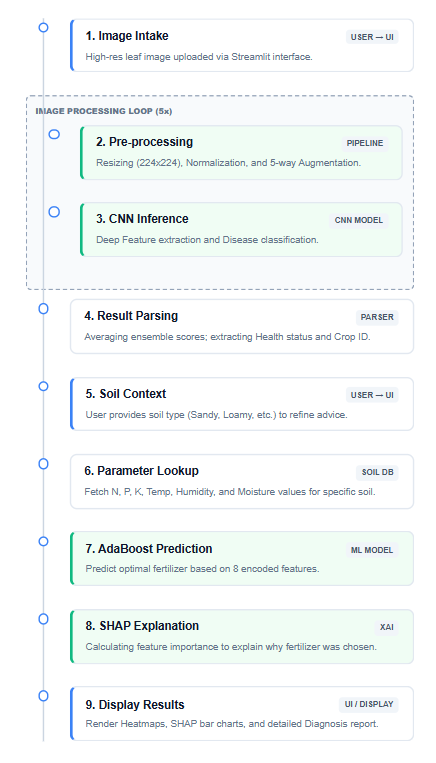 1. Image Intake
USER → UI
High-res leaf image uploaded via Streamlit interface.
IMAGE PROCESSING LOOP (5x)
2. Pre-processing
PIPELINE
Resizing (224x224), Normalization, and 5-way Augmentation.
3. CNN Inference
CNN MODEL
Deep Feature extraction and Disease classification.
4. Result Parsing
PARSER
Averaging ensemble scores; extracting Health status and Crop ID.
5. Soil Context
USER → UI
User provides soil type (Sandy, Loamy, etc.) to refine advice.
6. Parameter Lookup
SOIL DB
Fetch N, P, K, Temp, Humidity, and Moisture values for specific soil.
7. AdaBoost Prediction
ML MODEL
Predict optimal fertilizer based on 8 encoded features.
8. SHAP Explanation
XAI
Calculating feature importance to explain why fertilizer was chosen.
9. Display Results
UI / DISPLAY
Render Heatmaps, SHAP bar charts, and detailed Diagnosis report.